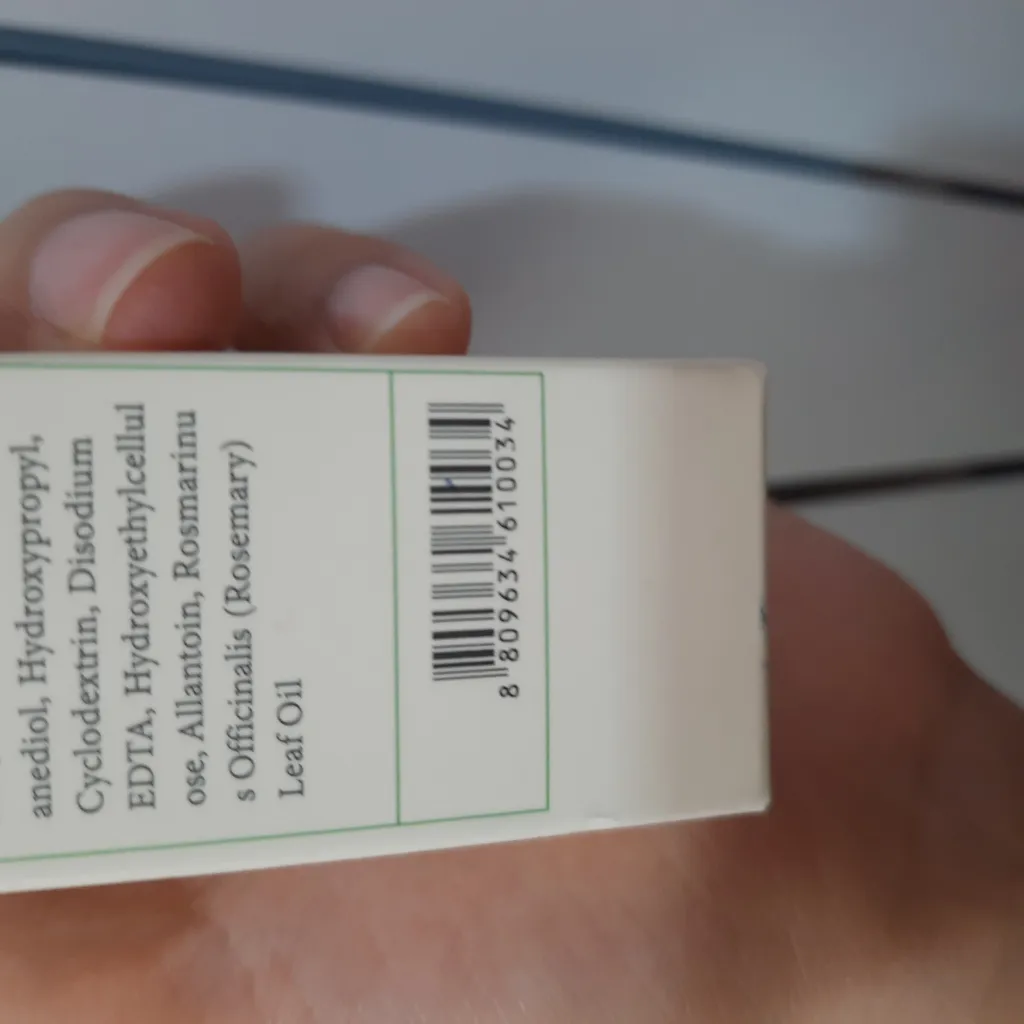 anediol, Hydroxypropyl,
Cyclodextrin, Disodium
EDTA, Hydroxyethylcellul
ose, Allantoin, Rosmarinu
s Officinalis (Rosemary)
Leaf Oil
8 809634 610034